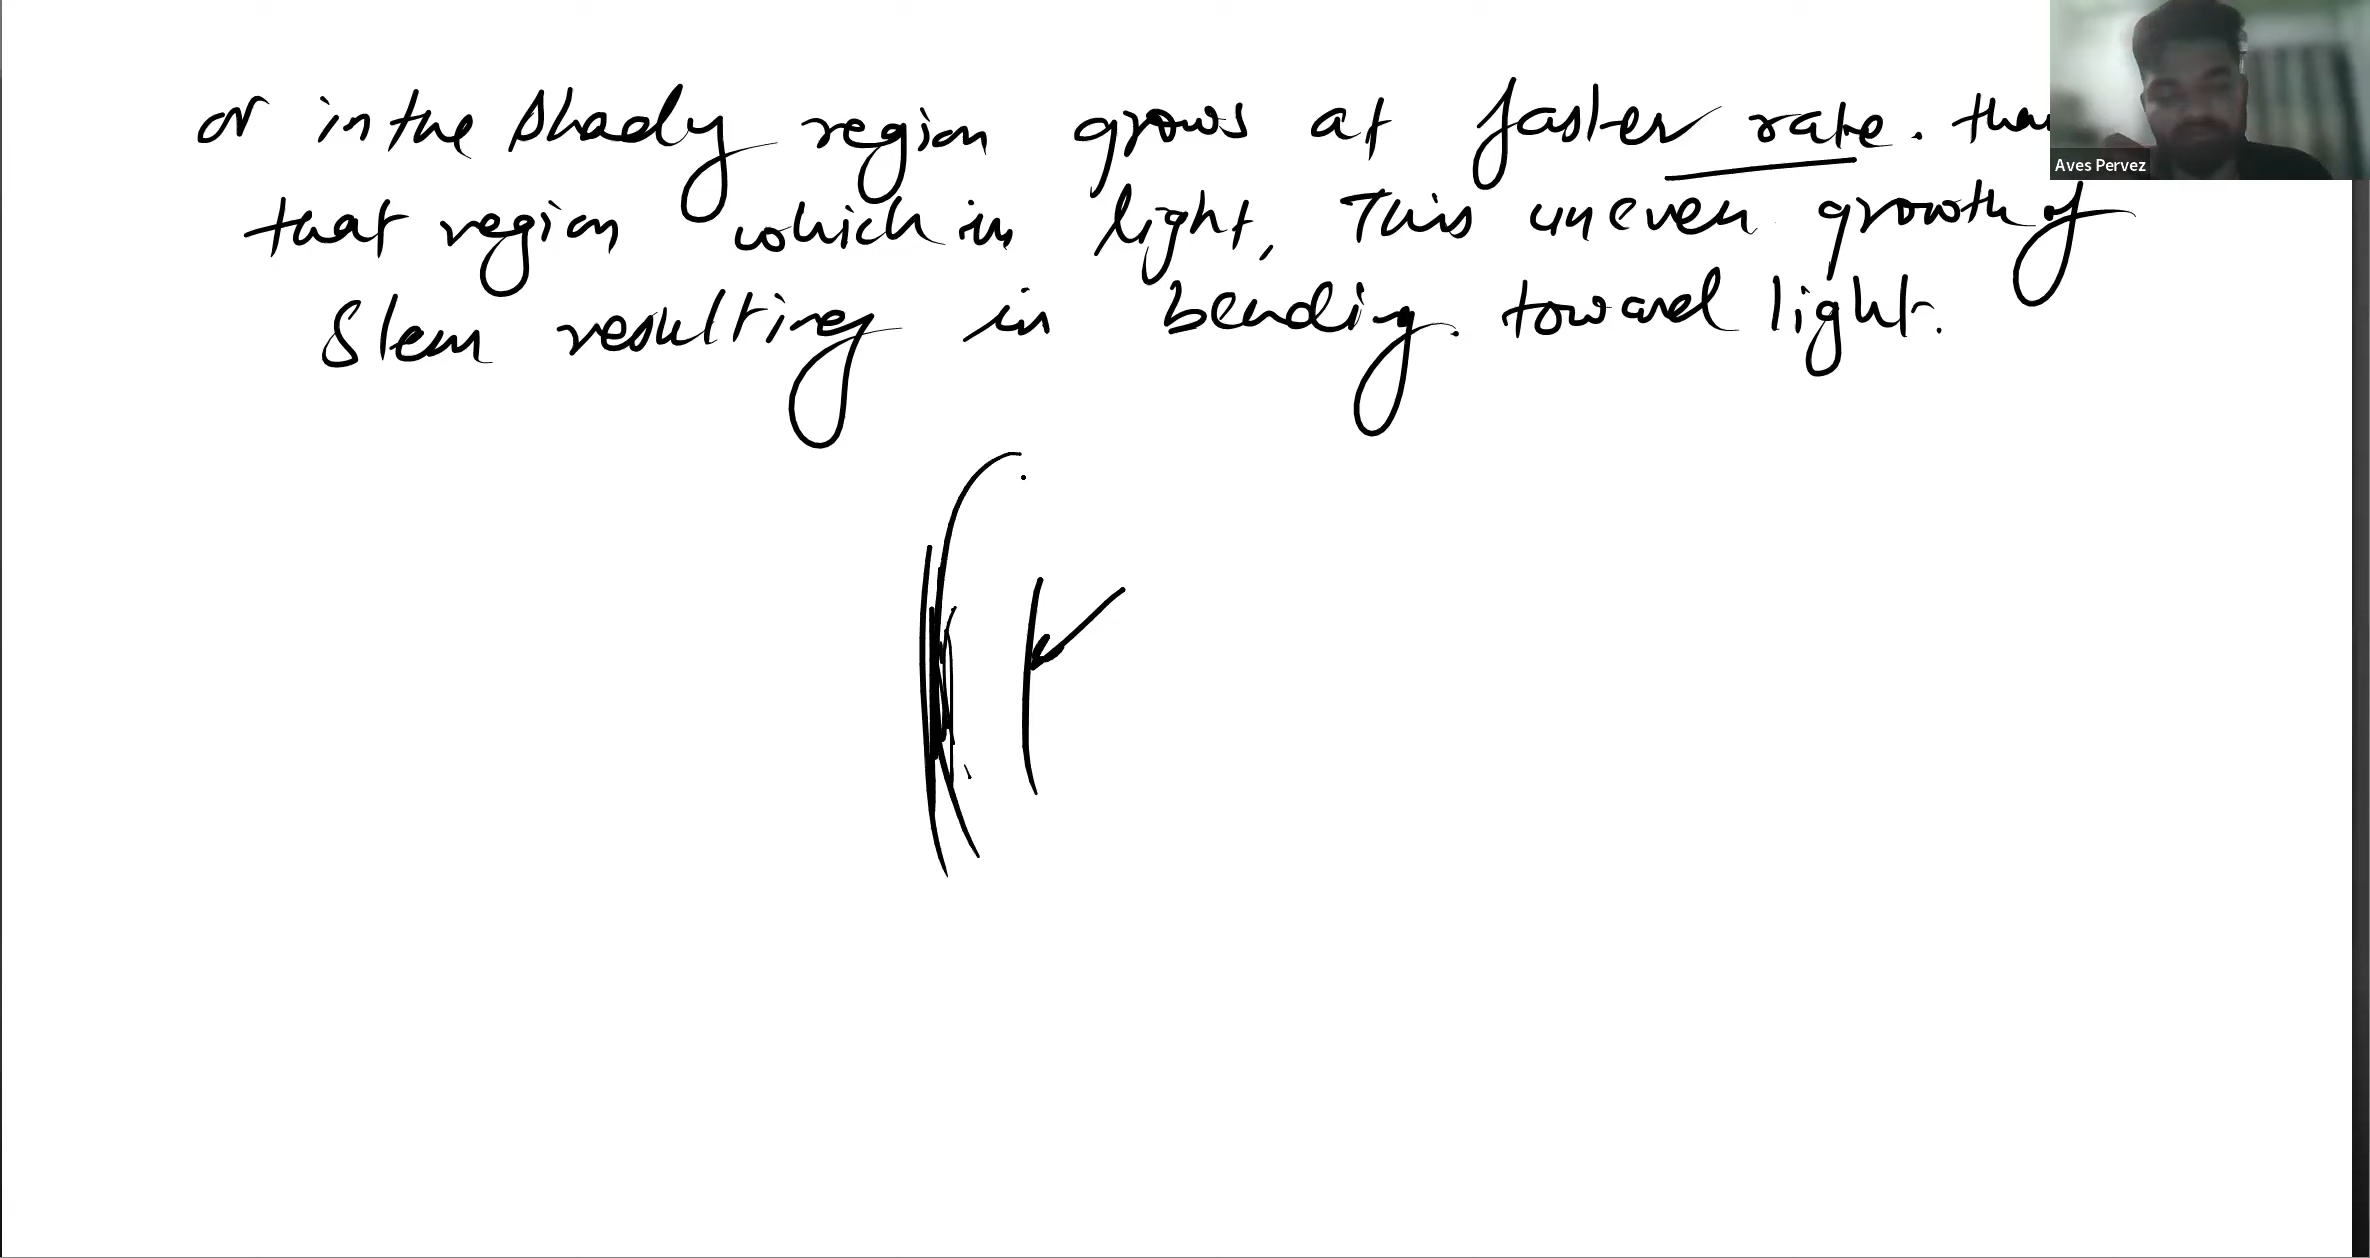 or in the shady region grows at faster rate. than
that region which in light, This uneven growth of
Stem resulting in bending. toward light.
Aves Pervez